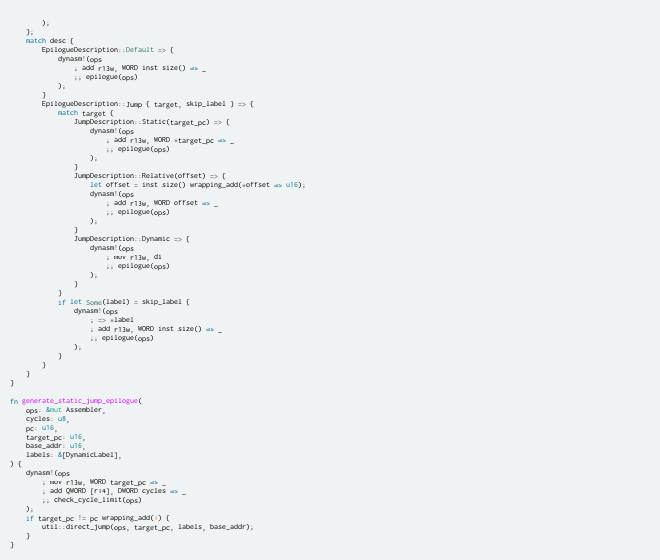 );
};
match desc {
EpilogueDescription::Default => {
dynasm!(ops
; add r13w, WORD inst size() => _
;; epilogue(ops)
);
}
EpilogueDescription::Jump { target, skip_label } => {
match target {
JumpDescription::Static(target_pc) => {
dynasm!(ops
; add r13w, WORD *target_pc => _
;; epilogue(ops)
);
}
JumpDescription::Relative(offset) => {
let offset = inst size() wrapping_add(*offset => u16);
dynasm!(ops
; add r13w, WORD offset => _
;; epilogue(ops)
);
}
JumpDescription::Dynamic => {
dynasm!(ops
; mov r13w, di
;; epilogue(ops)
);
}
}
if let Some(label) = skip_label {
dynasm!(ops
; => *label
; add r13w, WORD inst size() => _
;; epilogue(ops)
);
}
}
}
}
fn generate_static_jump_epilogue(
ops: &mut Assembler,
cycles: u8,
pc: u16,
target_pc: u16,
base_addr: u16,
labels: &[DynamicLabel],
) {
dynasm!(ops
; mov r13w, WORD target_pc => _
; add QWORD [r14], DWORD cycles => _
;; check_cycle_limit(ops)
);
if target_pc != pc wrapping_add(1) {
util::direct_jump(ops, target_pc, labels, base_addr);
}
}